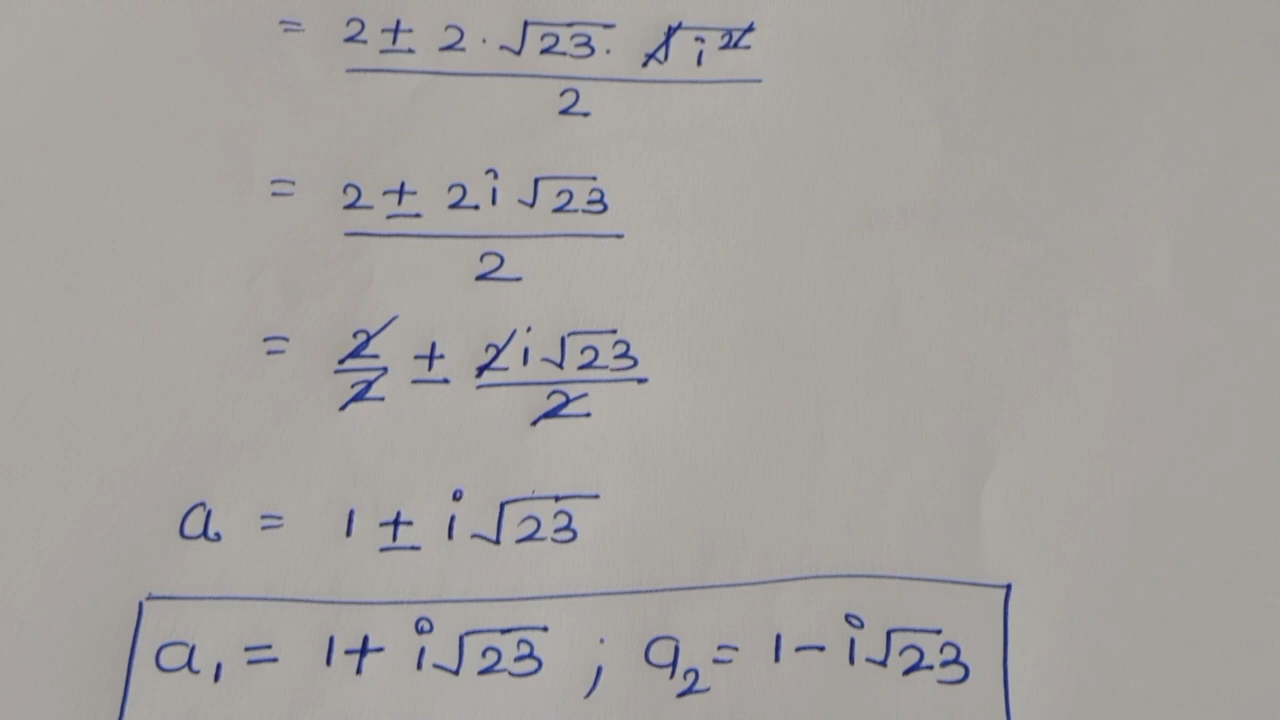 = 2 ± 2·√23·√i²
2
= 2 ± 2i√23
2
= 2/2 ± 2i√23/2
a = 1 ± i√23
a₁ = 1 + i√23 ; a₂ = 1 - i√23